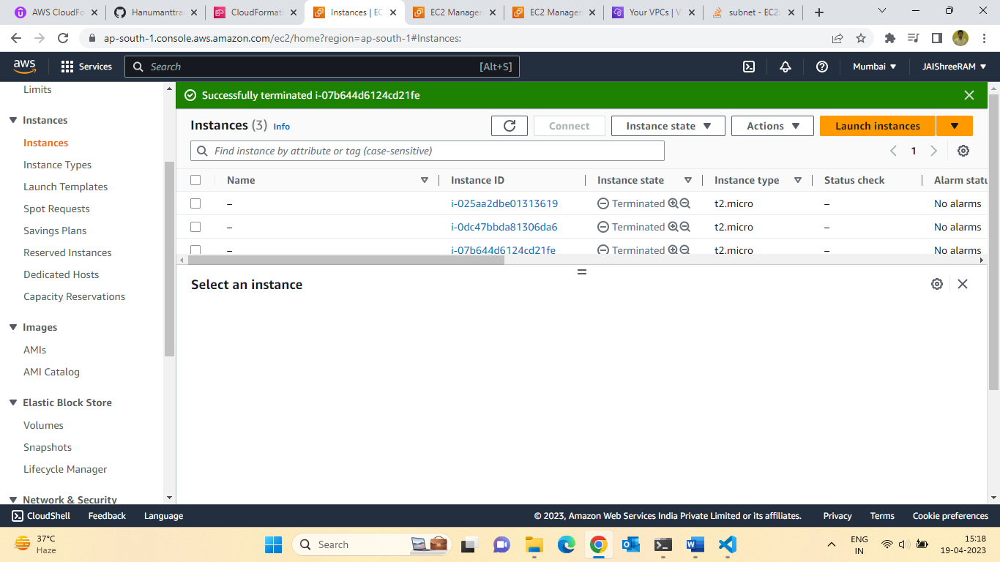 AWS CloudFo
Hanumanttra
CloudFormati
Instances | EC
EC2 Managem
EC2 Managem
Your VPCs | V
subnet - EC2
ap-south-1.console.aws.amazon.com/ec2/home?region=ap-south-1#Instances:
aws
Services
Search
[Alt+S]
Mumbai
JAIShreeRAM
Limits
Instances
Instances
Instance Types
Launch Templates
Spot Requests
Savings Plans
Reserved Instances
Dedicated Hosts
Capacity Reservations
Images
AMIs
AMI Catalog
Elastic Block Store
Volumes
Snapshots
Lifecycle Manager
Network & Security
Successfully terminated i-07b644d6124cd21fe
Instances (3) Info
Connect
Instance state
Actions
Launch instances
Find instance by attribute or tag (case-sensitive)
1
Name Instance ID Instance state Instance type Status check Alarm statu
– i-025aa2dbe01313619 Terminated t2.micro – No alarms
– i-0dc47bbda81306da6 Terminated t2.micro – No alarms
– i-07b644d6124cd21fe Terminated t2.micro – No alarms
Select an instance
CloudShell Feedback Language © 2023, Amazon Web Services India Private Limited or its affiliates. Privacy Terms Cookie preferences
37°C
Haze
Search
ENG
IN
15:18
19-04-2023